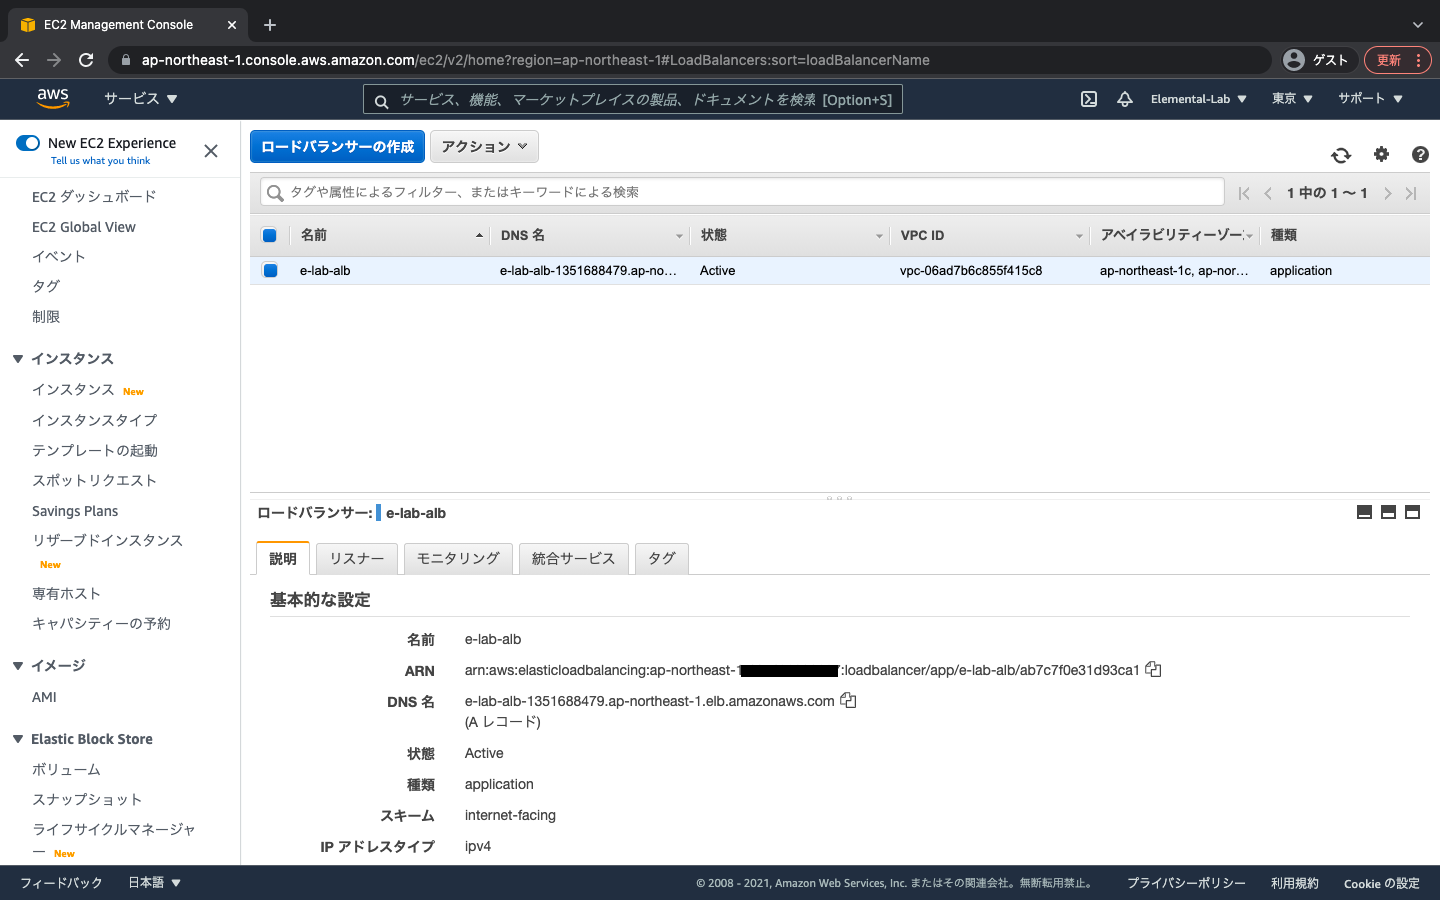 EC2 Management Console
ap-northeast-1.console.aws.amazon.com/ec2/v2/home?region=ap-northeast-1#LoadBalancers:sort=loadBalancerName
ゲスト
更新
aws
サービス
サービス、機能、マーケットプレイスの製品、ドキュメントを検索 [Option+S]
Elemental-Lab
東京
サポート
New EC2 Experience
Tell us what you think
EC2 ダッシュボード
EC2 Global View
イベント
タグ
制限
インスタンス
インスタンス New
インスタンスタイプ
テンプレートの起動
スポットリクエスト
Savings Plans
リザーブドインスタンス
New
専有ホスト
キャパシティーの予約
イメージ
AMI
Elastic Block Store
ボリューム
スナップショット
ライフサイクルマネージャ
ー New
ロードバランサーの作成
アクション
タグや属性によるフィルター、またはキーワードによる検索
1 中の 1 ～ 1
名前 DNS 名 状態 VPC ID アベイラビリティーゾー 種類
e-lab-alb e-lab-alb-1351688479.ap-no... Active vpc-06ad7b6c855f415c8 ap-northeast-1c, ap-nor... application
ロードバランサー: e-lab-alb
説明 リスナー モニタリング 統合サービス タグ
基本的な設定
名前 e-lab-alb
ARN arn:aws:elasticloadbalancing:ap-northeast-1 :loadbalancer/app/e-lab-alb/ab7c7f0e31d93ca1
DNS 名 e-lab-alb-1351688479.ap-northeast-1.elb.amazonaws.com
(A レコード)
状態 Active
種類 application
スキーム internet-facing
IP アドレスタイプ ipv4
フィードバック
日本語
© 2008 - 2021, Amazon Web Services, Inc. またはその関連会社。無断転用禁止。
プライバシーポリシー
利用規約
Cookie の設定